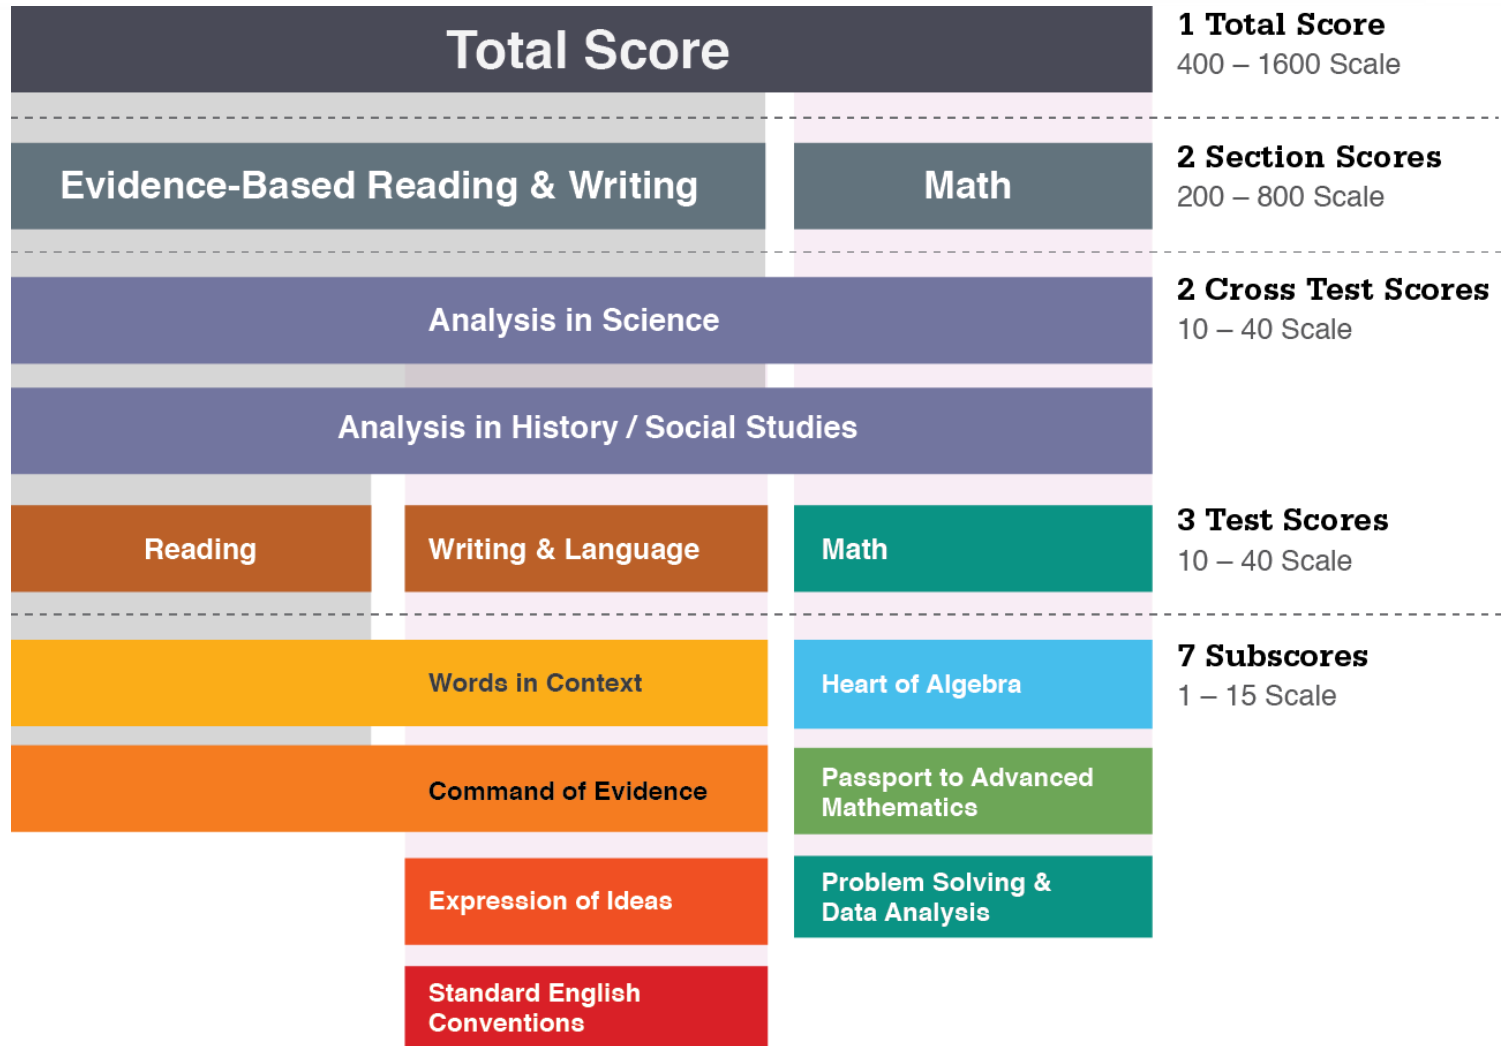 Total Score
1 Total Score
400 – 1600 Scale
Evidence-Based Reading & Writing
Math
2 Section Scores
200 – 800 Scale
Analysis in Science
2 Cross Test Scores
10 – 40 Scale
Analysis in History / Social Studies
Reading
Writing & Language
Math
3 Test Scores
10 – 40 Scale
Words in Context
Heart of Algebra
7 Subscores
1 – 15 Scale
Command of Evidence
Passport to Advanced
Mathematics
Expression of Ideas
Problem Solving &
Data Analysis
Standard English
Conventions